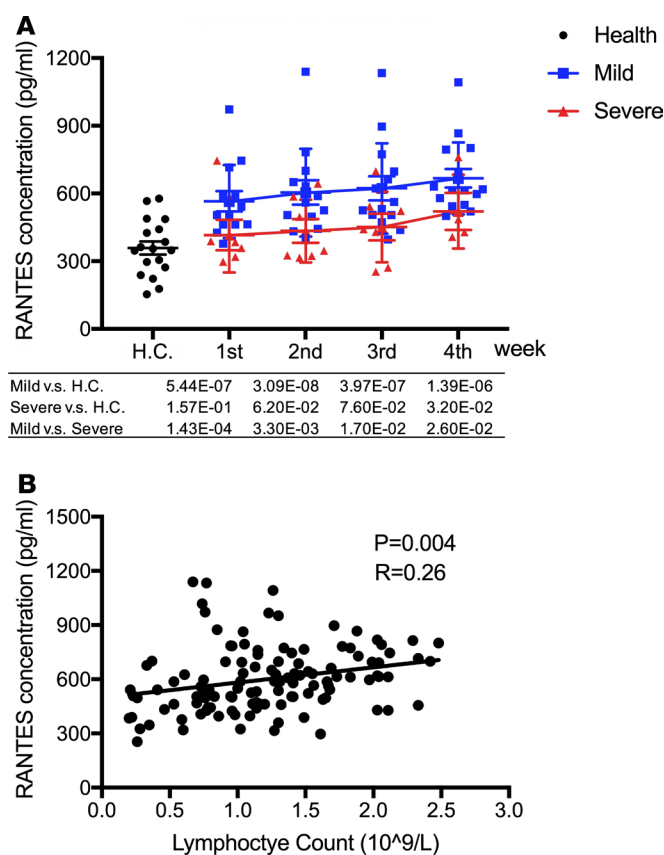 A
RANTES concentration (pg/ml)
1200
900
600
300
0
H.C. 1st 2nd 3rd 4th week
Health
Mild
Severe
Mild v.s. H.C. 5.44E-07 3.09E-08 3.97E-07 1.39E-06
Severe v.s. H.C. 1.57E-01 6.20E-02 7.60E-02 3.20E-02
Mild v.s. Severe 1.43E-04 3.30E-03 1.70E-02 2.60E-02
B
RANTES concentration (pg/ml)
1500
1200
900
600
300
0
P=0.004
R=0.26
0.0 0.5 1.0 1.5 2.0 2.5 3.0
Lymphoctye Count (10^9/L)